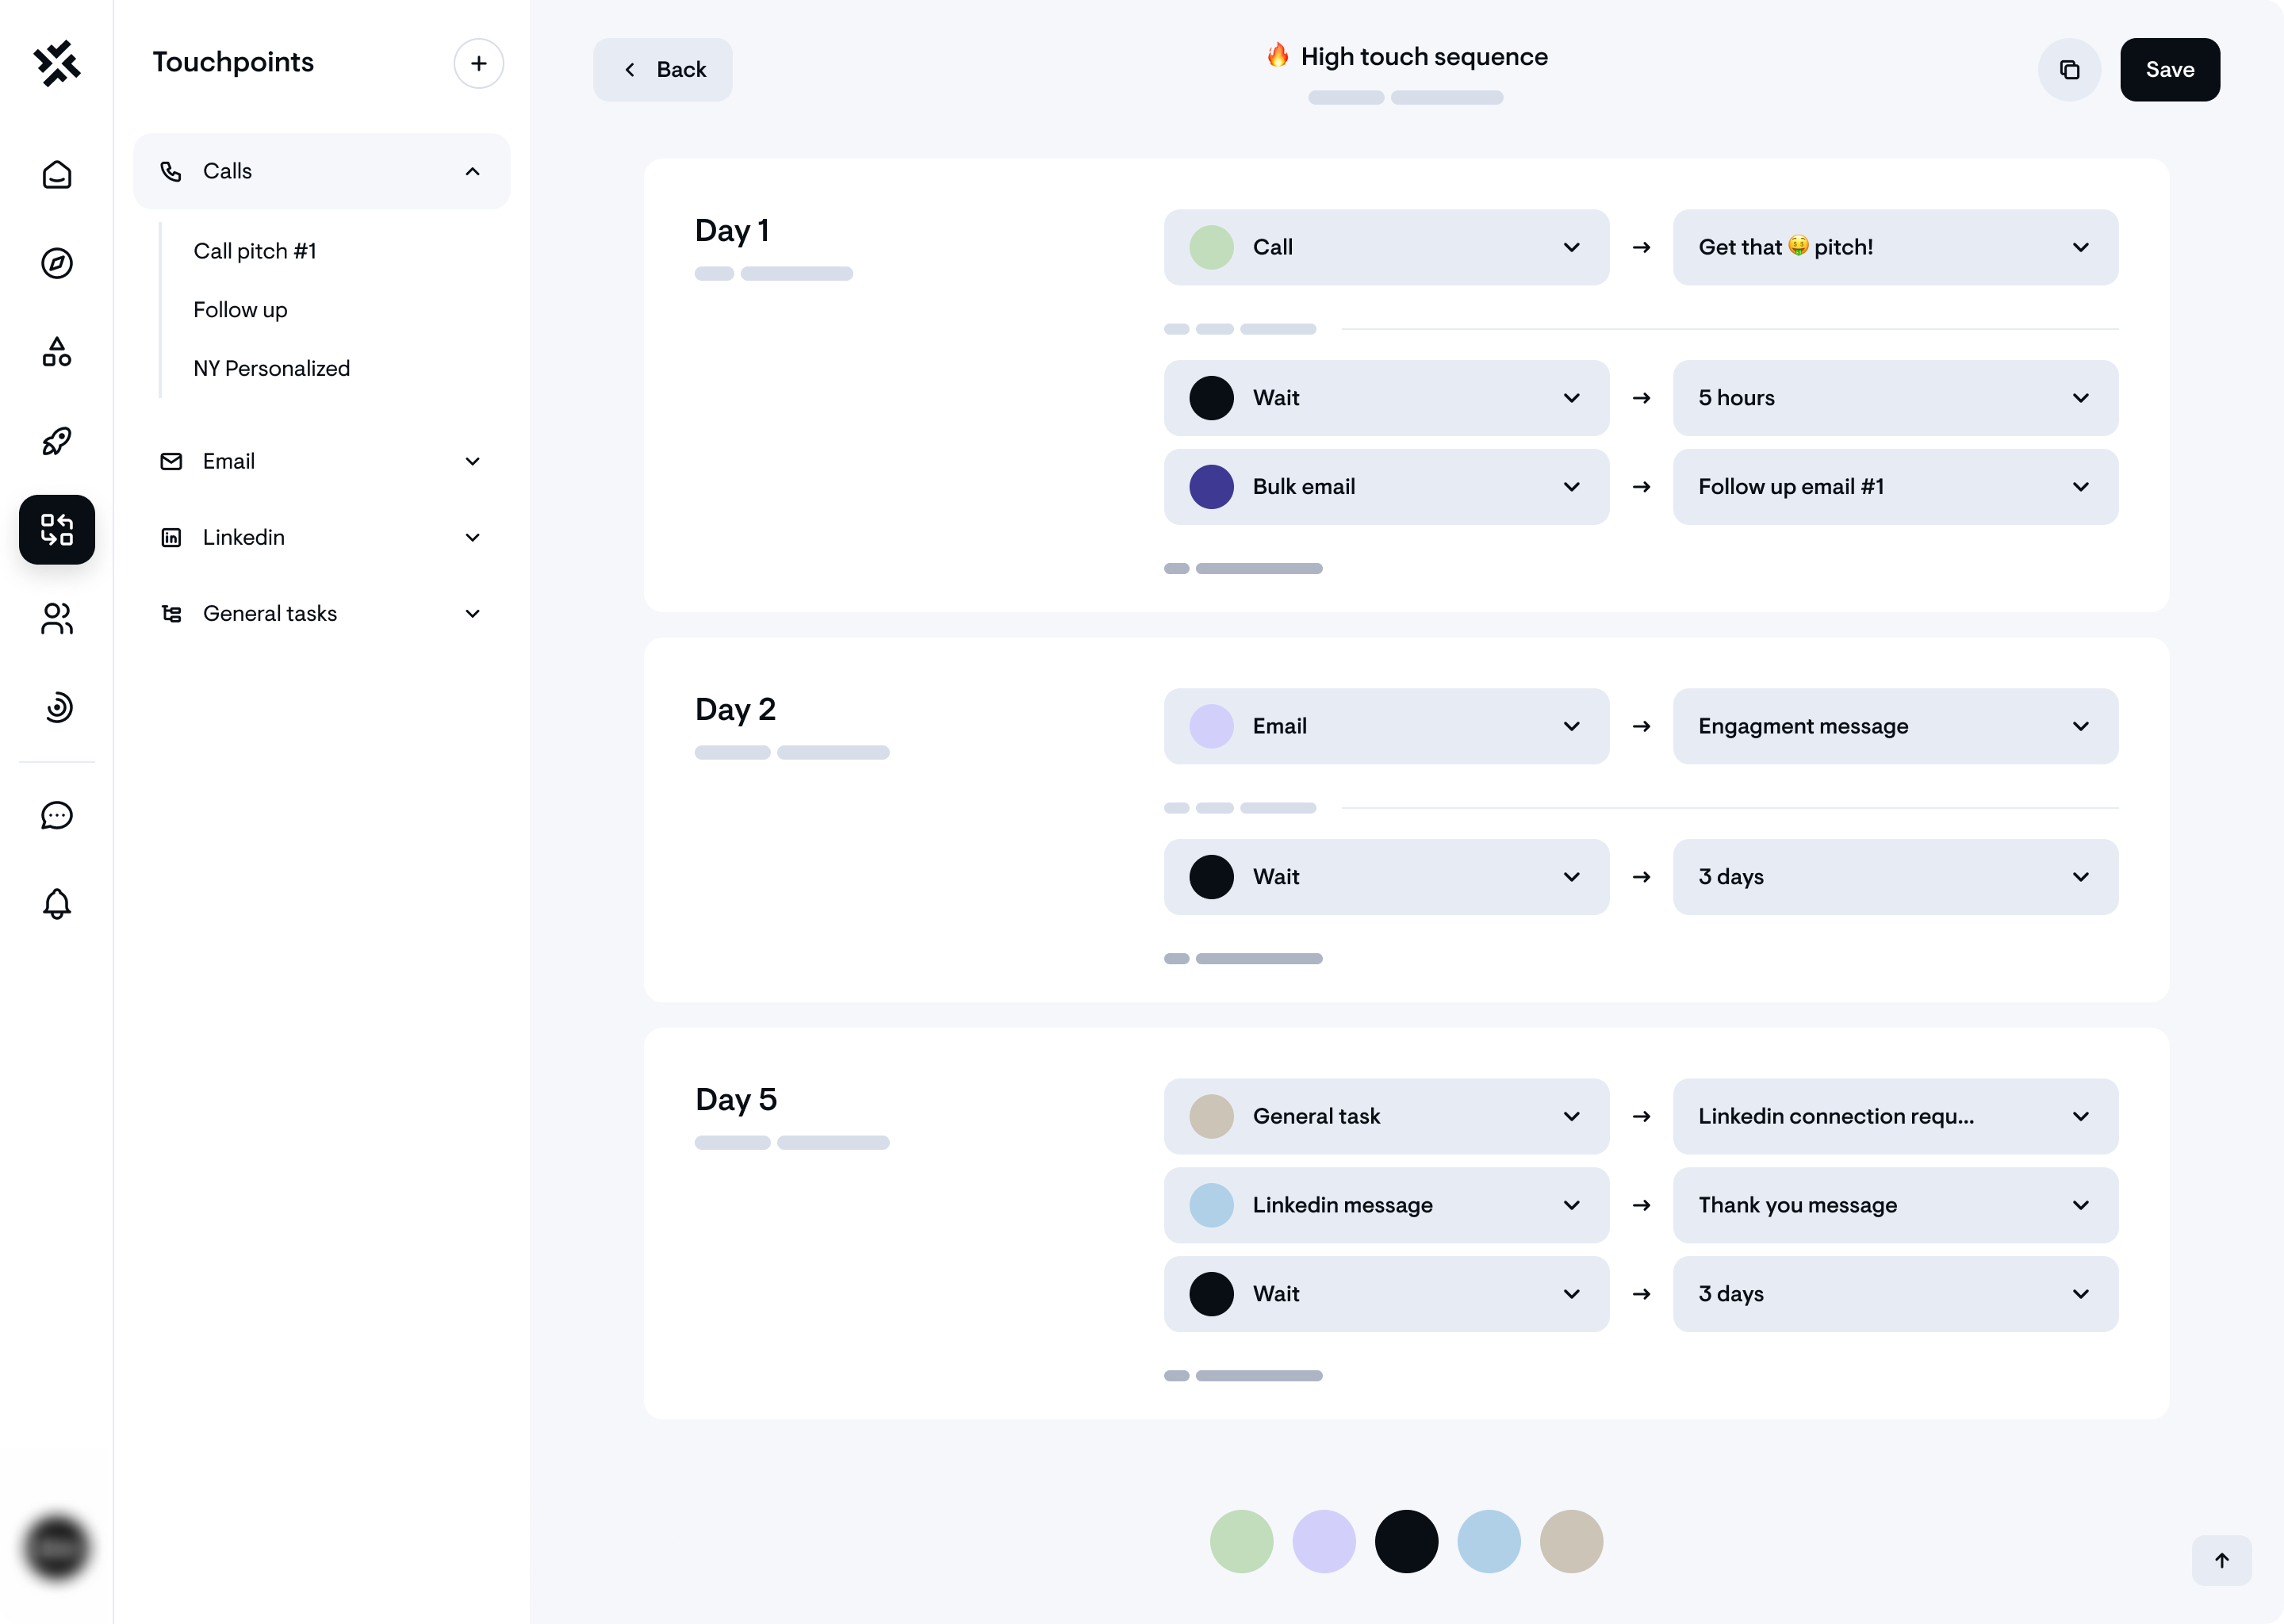 Touchpoints
Calls
Call pitch #1
Follow up
NY Personalized
Email
Linkedin
General tasks
Back
🔥 High touch sequence
Save
Day 1
Call
Get that 🤑 pitch!
Wait
5 hours
Bulk email
Follow up email #1
Day 2
Email
Engagment message
Wait
3 days
Day 5
General task
Linkedin connection requ...
Linkedin message
Thank you message
Wait
3 days